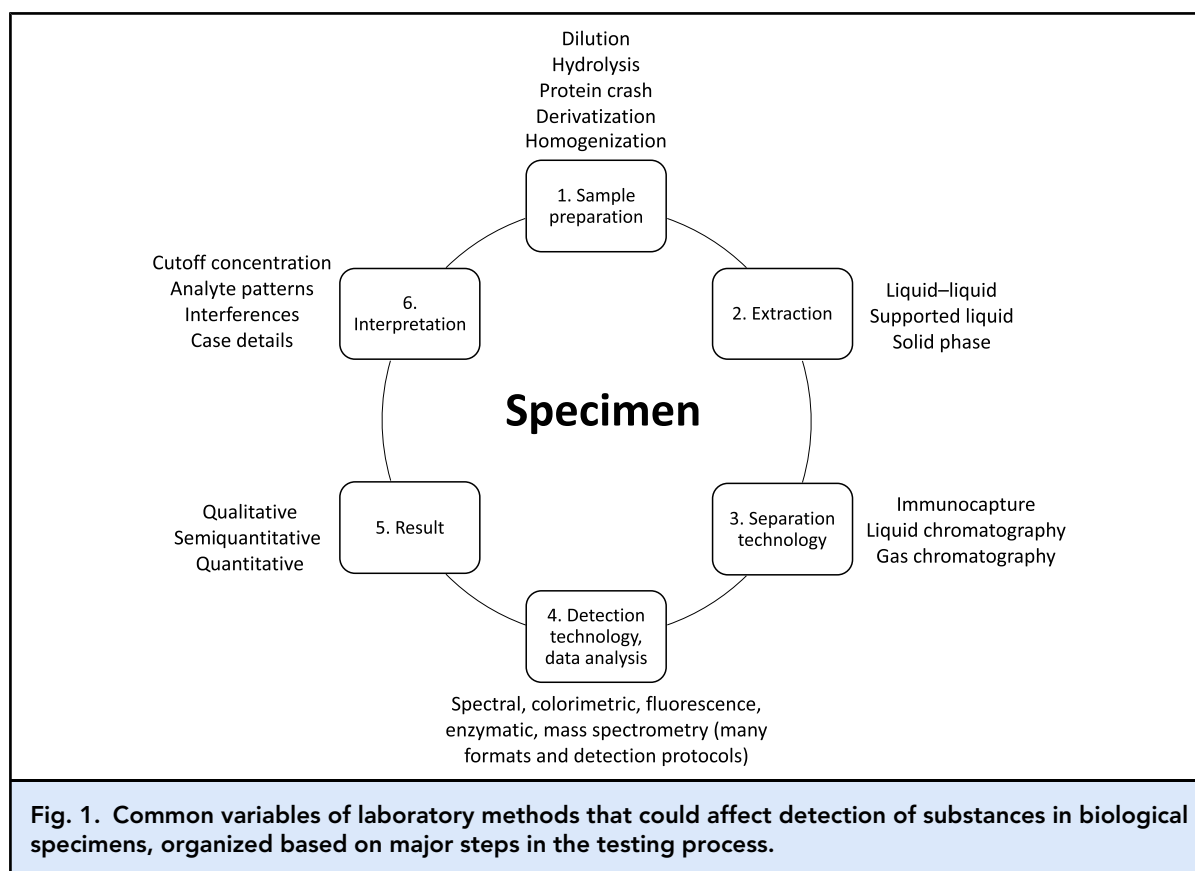 Dilution
Hydrolysis
Protein crash
Derivatization
Homogenization
1. Sample
preparation
Liquid–liquid
Supported liquid
Solid phase
2. Extraction
Immunocapture
Liquid chromatography
Gas chromatography
3. Separation
technology
4. Detection
technology,
data analysis
Spectral, colorimetric, fluorescence,
enzymatic, mass spectrometry (many
formats and detection protocols)
5. Result
Qualitative
Semiquantitative
Quantitative
6.
Interpretation
Cutoff concentration
Analyte patterns
Interferences
Case details
Specimen
Fig. 1. Common variables of laboratory methods that could affect detection of substances in biological
specimens, organized based on major steps in the testing process.